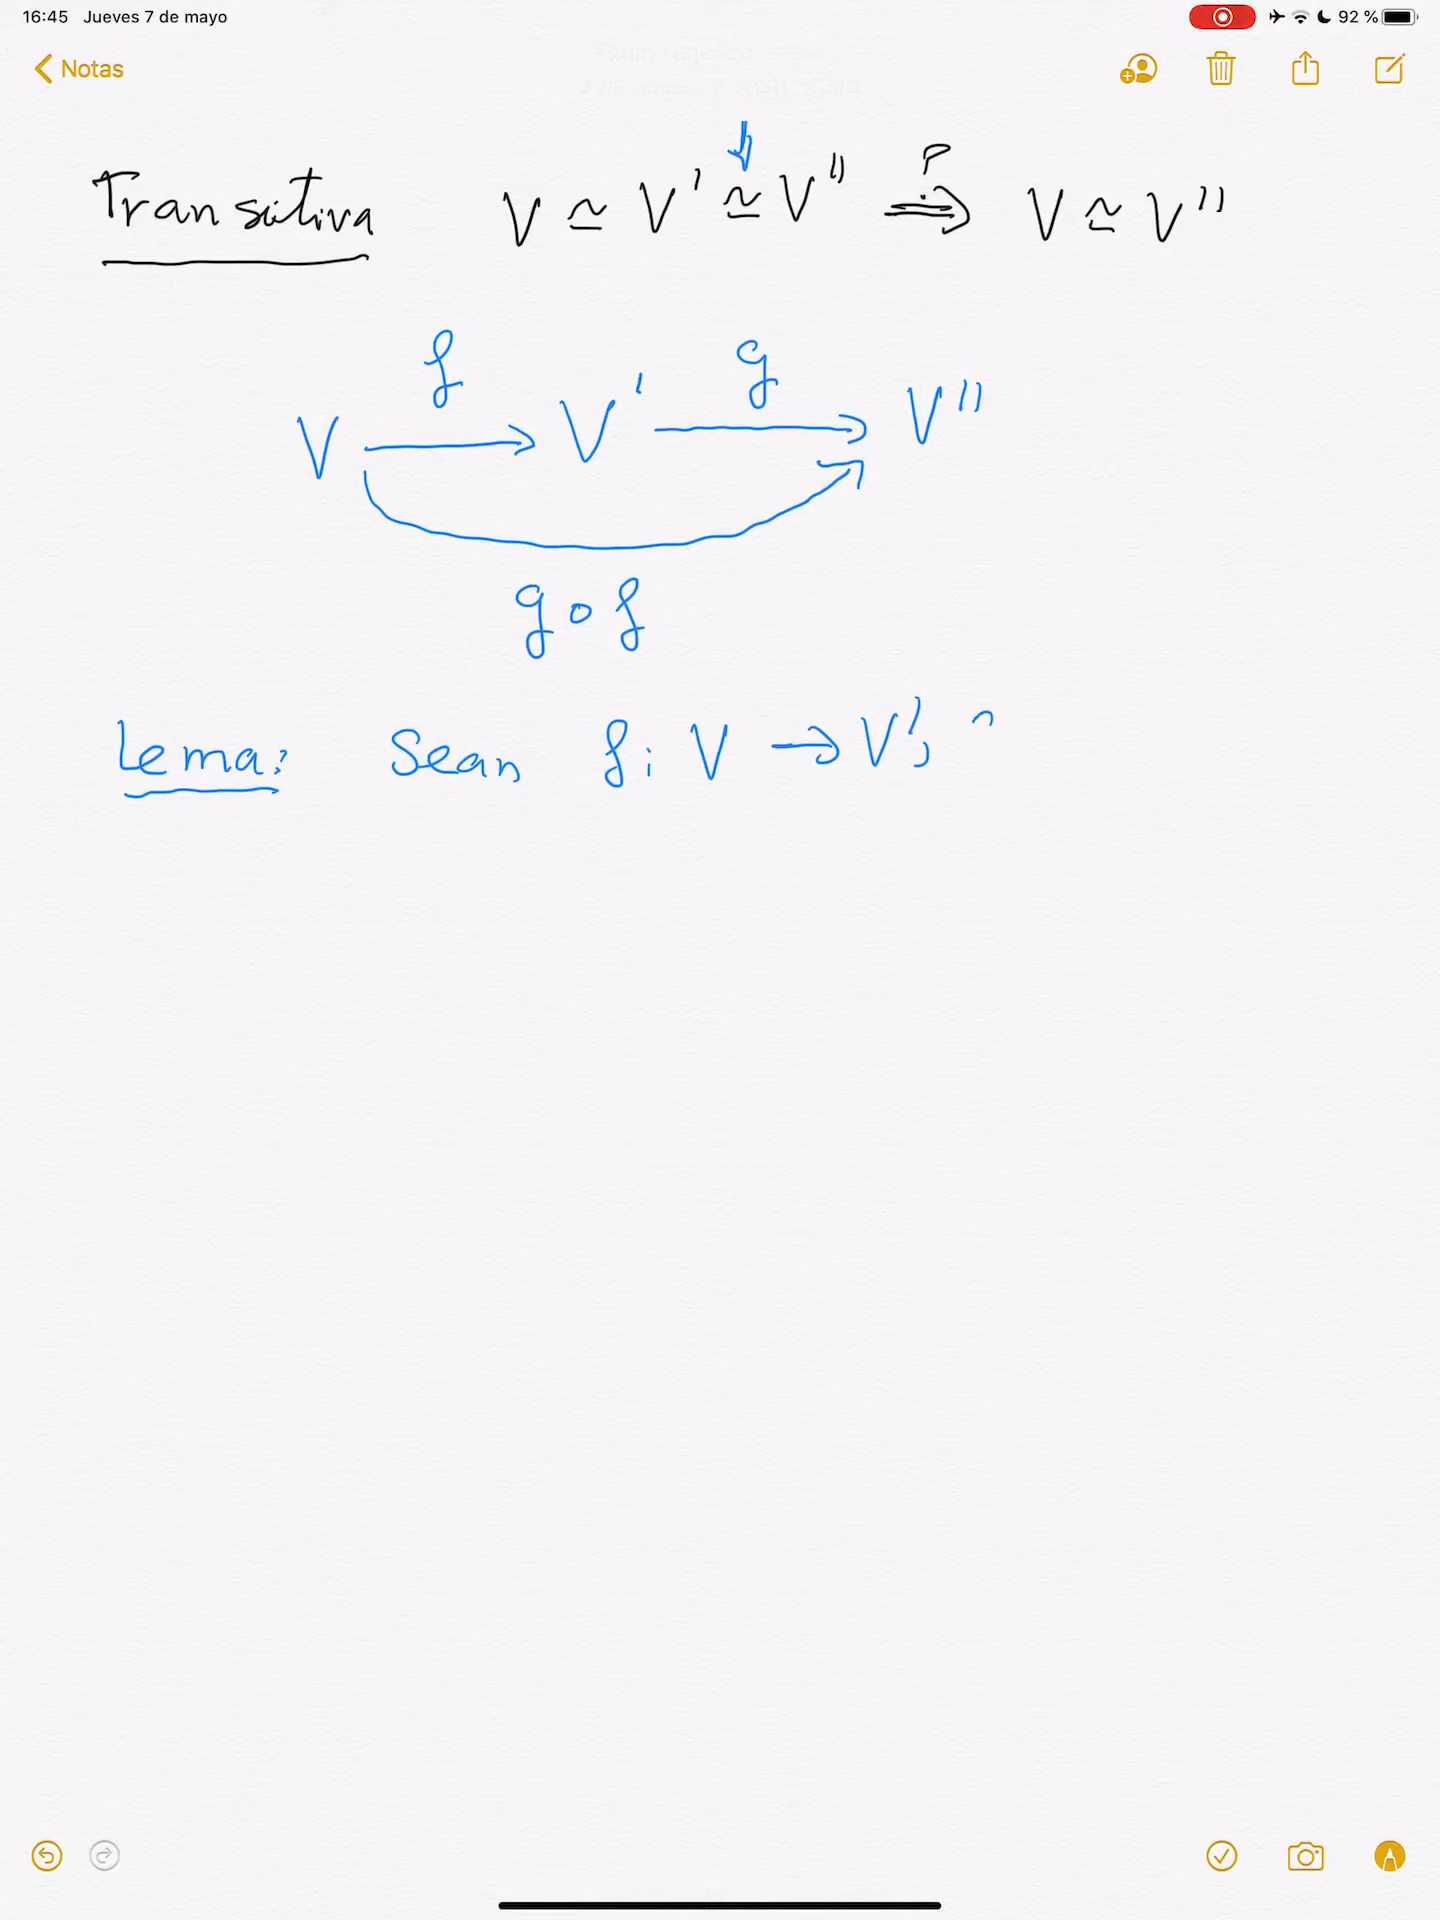 16:45 Jueves 7 de mayo 92 %
Notas
Transitiva V ≃ V' ≃ V'' ?⟹ V ≃ V''
f g
V → V' → V''
g∘f
Lema: Sean f: V → V',